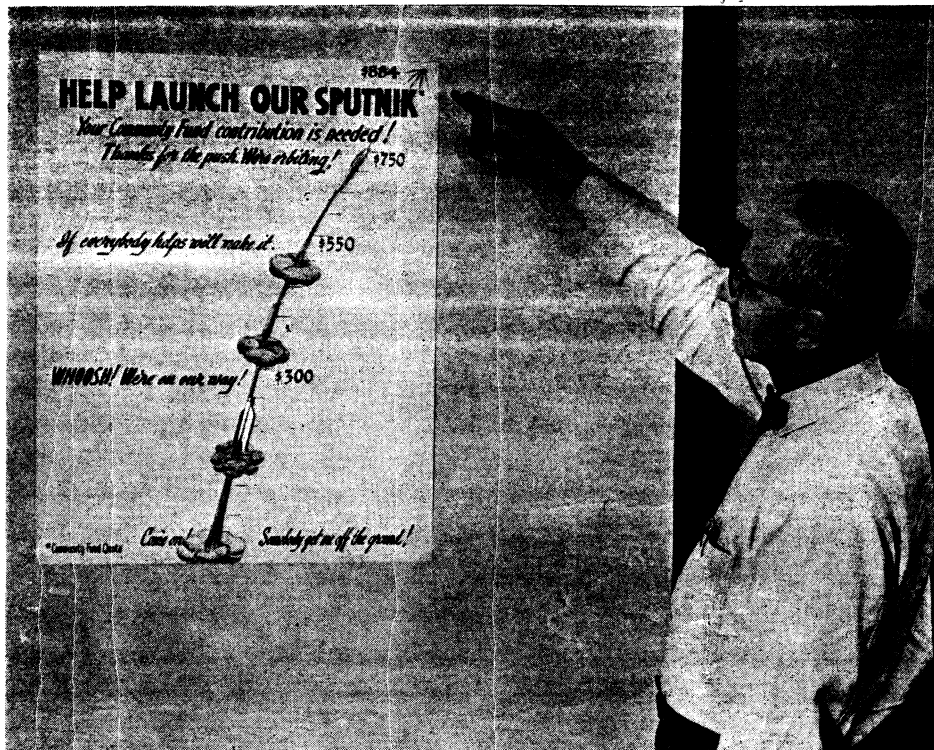 $884
HELP LAUNCH OUR SPUTNIK*
Your Community Fund contribution is needed!
Thanks for the push. We're orbiting!
$750
If everybody helps will make it.
$550
WHOOSH! We're on our way!
$300
Come on!
Somebody get me off the ground!
*Community Fund Quota